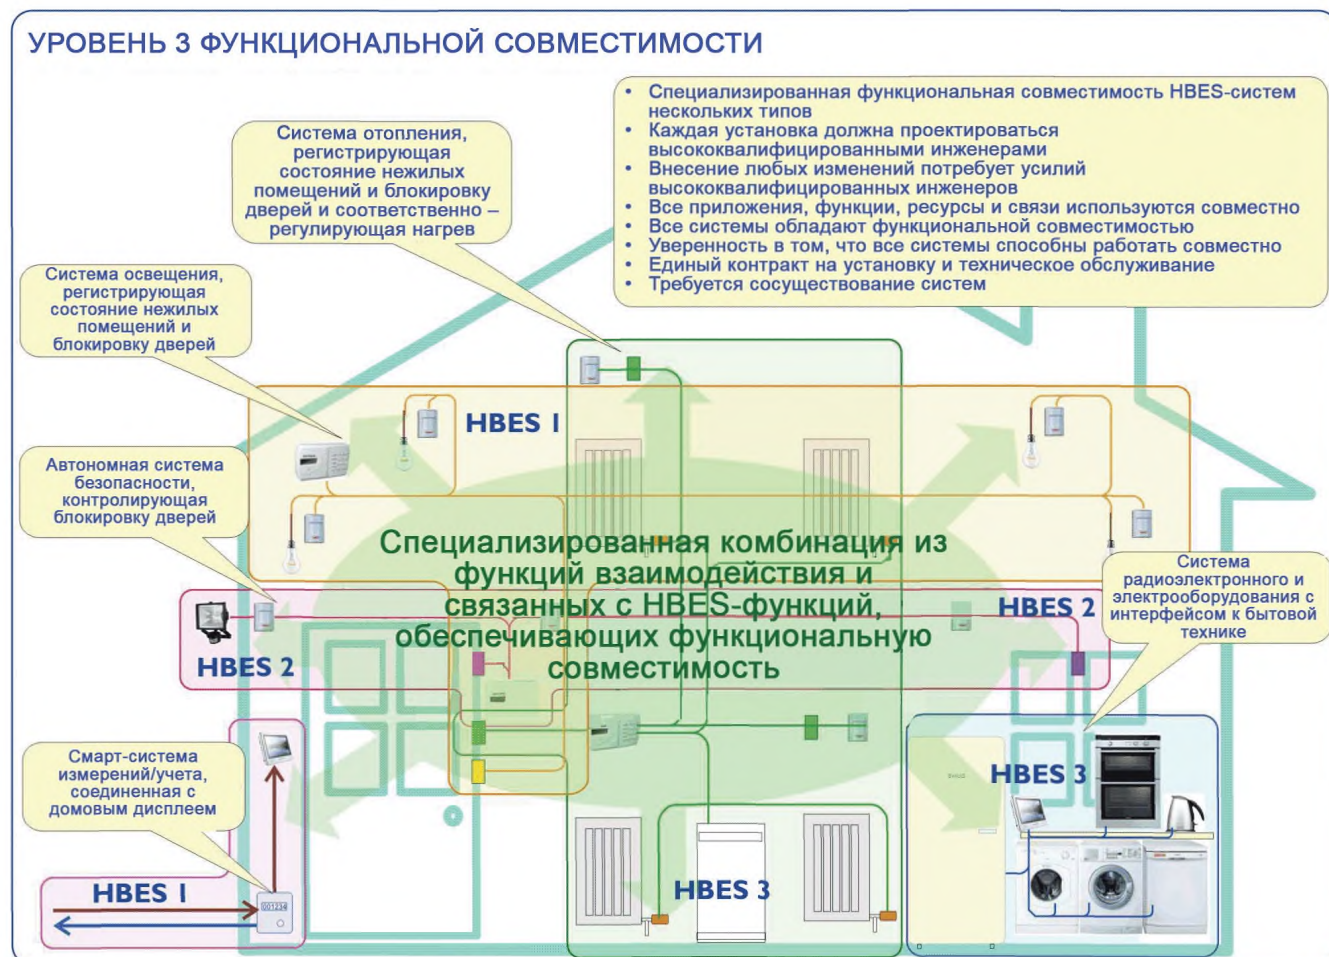 УРОВЕНЬ 3 ФУНКЦИОНАЛЬНОЙ СОВМЕСТИМОСТИ
• Специализированная функциональная совместимость HBES-систем
нескольких типов
• Каждая установка должна проектироваться
высококвалифицированными инженерами
• Внесение любых изменений потребует усилий
высококвалифицированных инженеров
• Все приложения, функции, ресурсы и связи используются совместно
• Все системы обладают функциональной совместимостью
• Уверенность в том, что все системы способны работать совместно
• Единый контракт на установку и техническое обслуживание
• Требуется сосуществование систем
Система отопления,
регистрирующая
состояние нежилых
помещений и блокировку
дверей и соответственно –
регулирующая нагрев
Система освещения,
регистрирующая
состояние нежилых
помещений и
блокировку дверей
HBES 1
Автономная система
безопасности,
контролирующая
блокировку дверей
Специализированная комбинация из
функций взаимодействия и
связанных с HBES-функций,
обеспечивающих функциональную
совместимость
Система
радиоэлектронного и
электрооборудования с
интерфейсом к бытовой
технике
HBES 2
HBES 2
Смарт-система
измерений/учета,
соединенная с
домовым дисплеем
HBES 3
HBES 1
001234
HBES 3